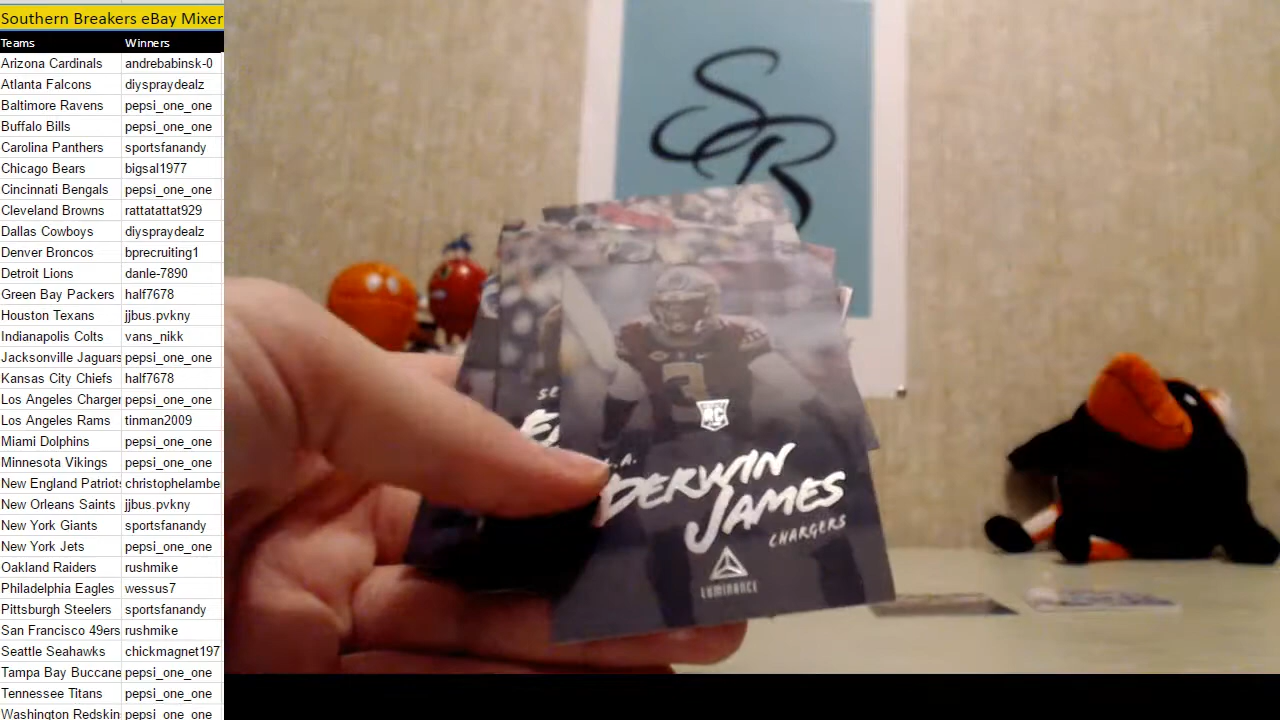 Southern Breakers eBay Mixer
Teams Winners
Arizona Cardinals andrebabinsk-0
Atlanta Falcons diyspraydealz
Baltimore Ravens pepsi_one_one
Buffalo Bills pepsi_one_one
Carolina Panthers sportsfanandy
Chicago Bears bigsal1977
Cincinnati Bengals pepsi_one_one
Cleveland Browns rattatattat929
Dallas Cowboys diyspraydealz
Denver Broncos bprecruiting1
Detroit Lions danle-7890
Green Bay Packers half7678
Houston Texans jjbus.pvkny
Indianapolis Colts vans_nikk
Jacksonville Jaguars pepsi_one_one
Kansas City Chiefs half7678
Los Angeles Charger pepsi_one_one
Los Angeles Rams tinman2009
Miami Dolphins pepsi_one_one
Minnesota Vikings pepsi_one_one
New England Patriots christophelambe
New Orleans Saints jjbus.pvkny
New York Giants sportsfanandy
New York Jets pepsi_one_one
Oakland Raiders rushmike
Philadelphia Eagles wessus7
Pittsburgh Steelers sportsfanandy
San Francisco 49ers rushmike
Seattle Seahawks chickmagnet197
Tampa Bay Buccane pepsi_one_one
Tennessee Titans pepsi_one_one
Washington Redskin pepsi_one_one
SB
3
RC
L.A.
DERWIN
JAMES
CHARGERS
LUMINANCE